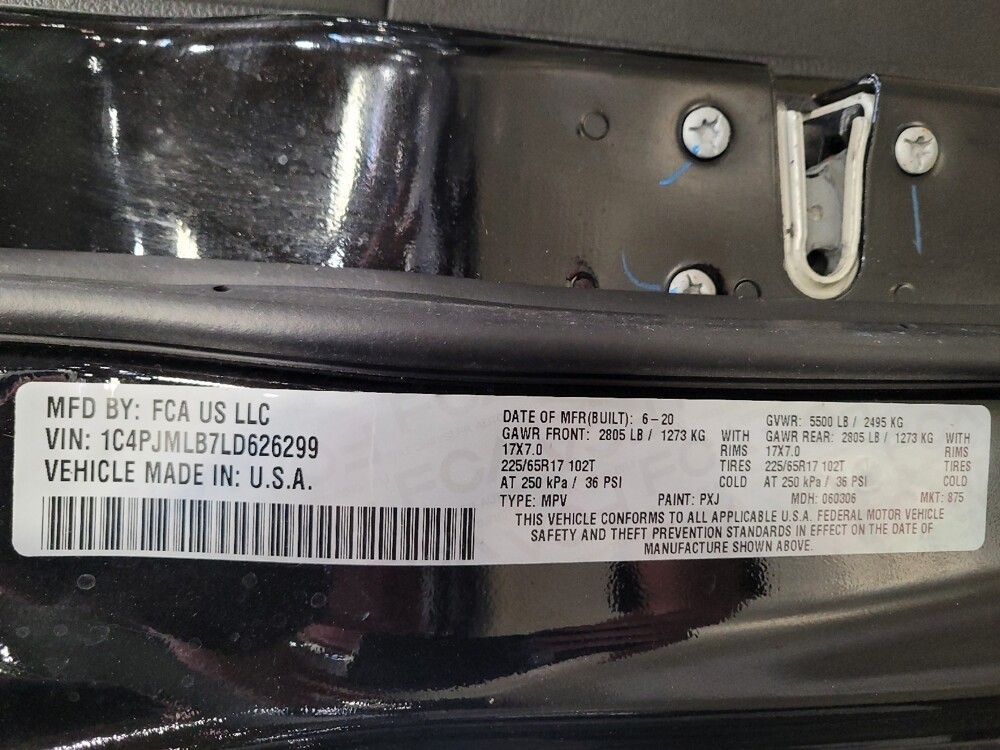 MFD BY: FCA US LLC
VIN: 1C4PJMLB7LD626299
VEHICLE MADE IN: U.S.A.
DATE OF MFR(BUILT): 6-20 GVWR: 5500 LB / 2495 KG
GAWR FRONT: 2805 LB / 1273 KG WITH GAWR REAR: 2805 LB / 1273 KG WITH
17X7.0 RIMS 17X7.0 RIMS
225/65R17 102T TIRES 225/65R17 102T TIRES
AT 250 kPa / 36 PSI COLD AT 250 kPa / 36 PSI COLD
TYPE: MPV PAINT: PXJ MDH: 060306 MKT: 875
THIS VEHICLE CONFORMS TO ALL APPLICABLE U.S.A. FEDERAL MOTOR VEHICLE
SAFETY AND THEFT PREVENTION STANDARDS IN EFFECT ON THE DATE OF
MANUFACTURE SHOWN ABOVE.